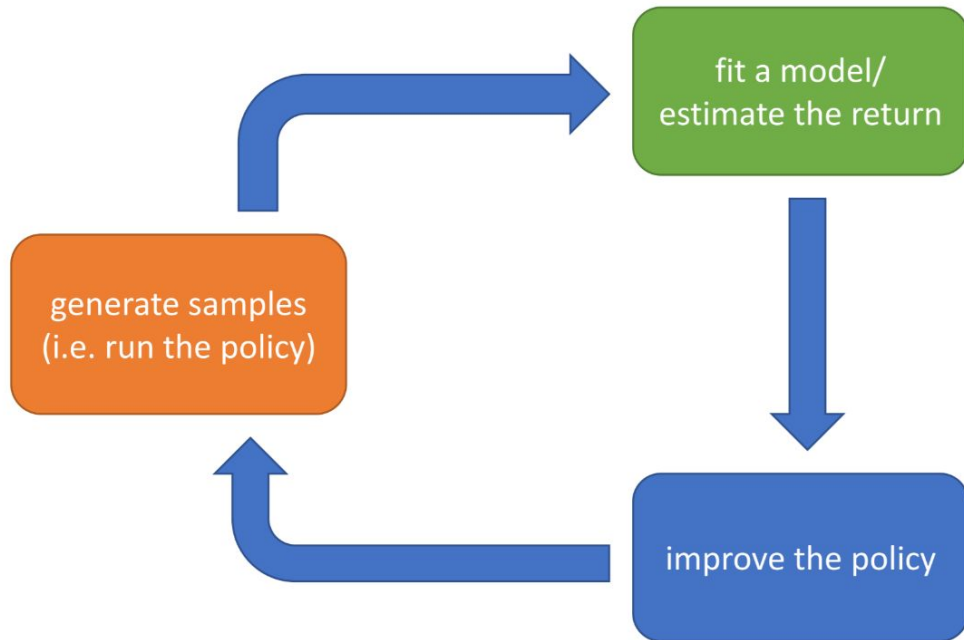 fit a model/
estimate the return
generate samples
(i.e. run the policy)
improve the policy